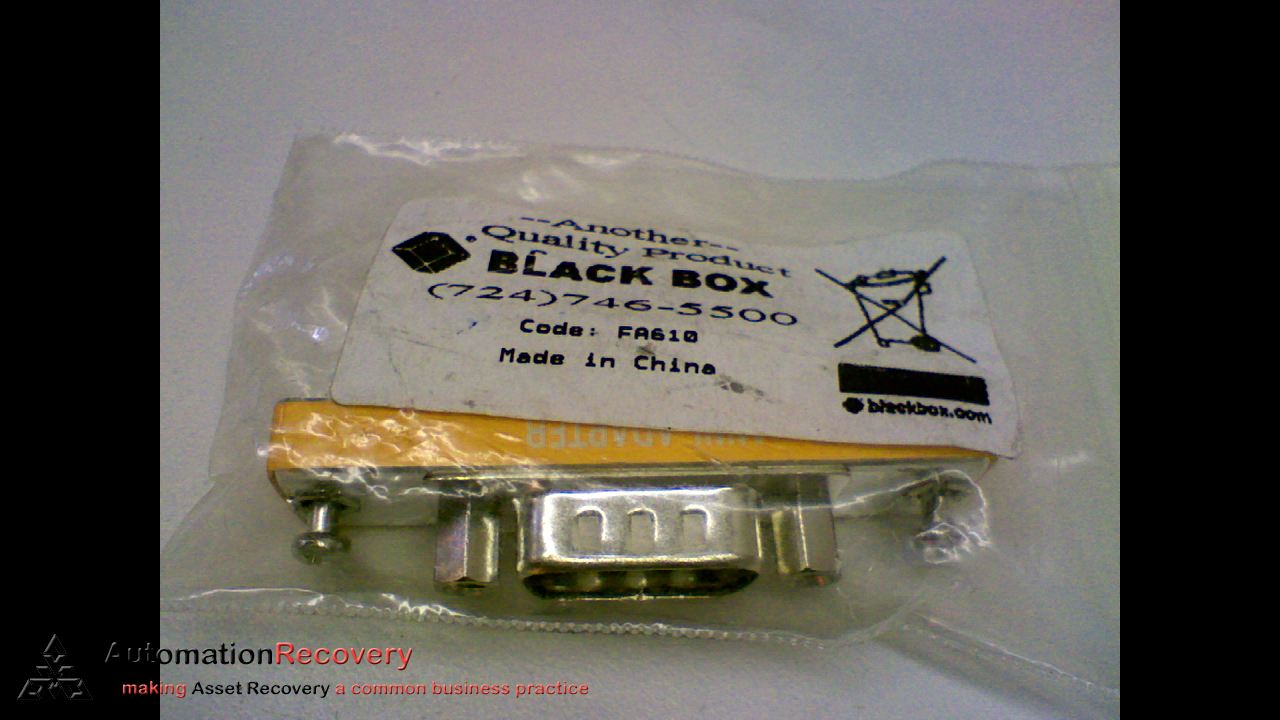 --Another--
Quality Product
® BLACK BOX
(724)746-5500
Code: FA610
Made in China
blackbox.com
ADAPTER
AutomationRecovery
making Asset Recovery a common business practice